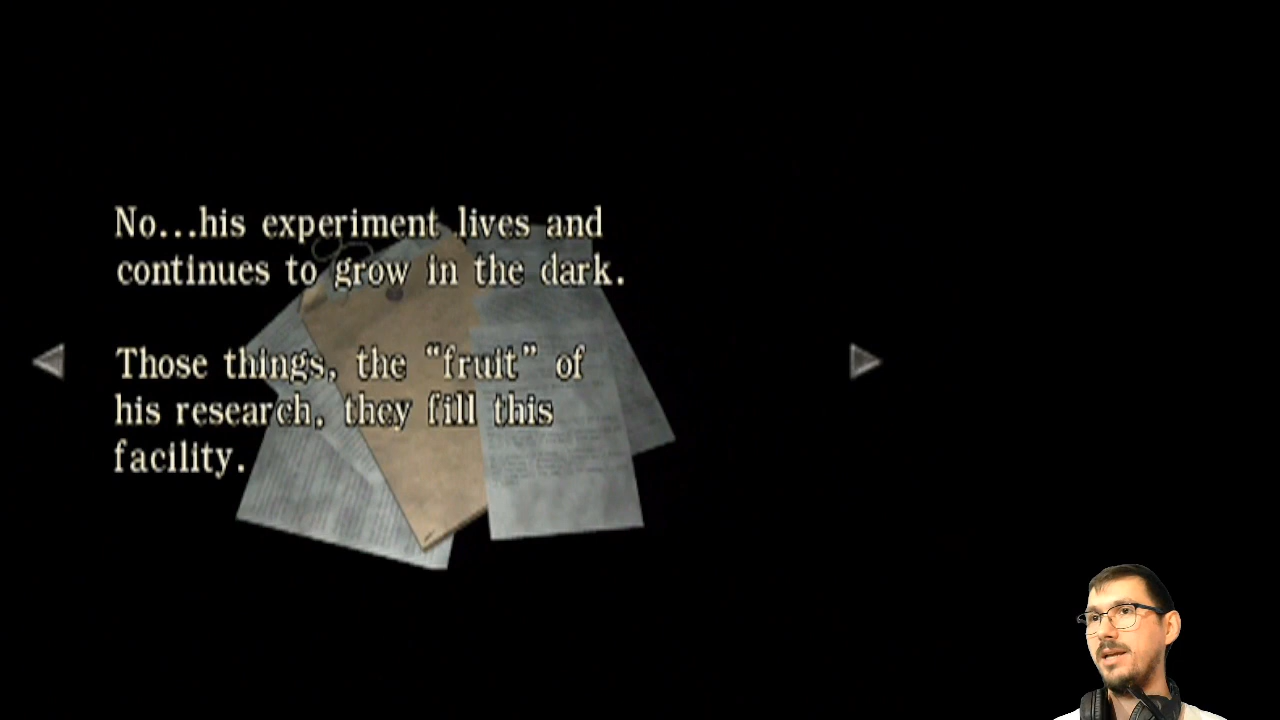 No...his experiment lives and
continues to grow in the dark.
Those things, the “fruit” of
his research, they fill this
facility.